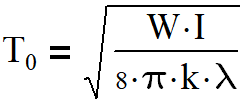 T₀ = √(W·I / 8·π·k·λ)